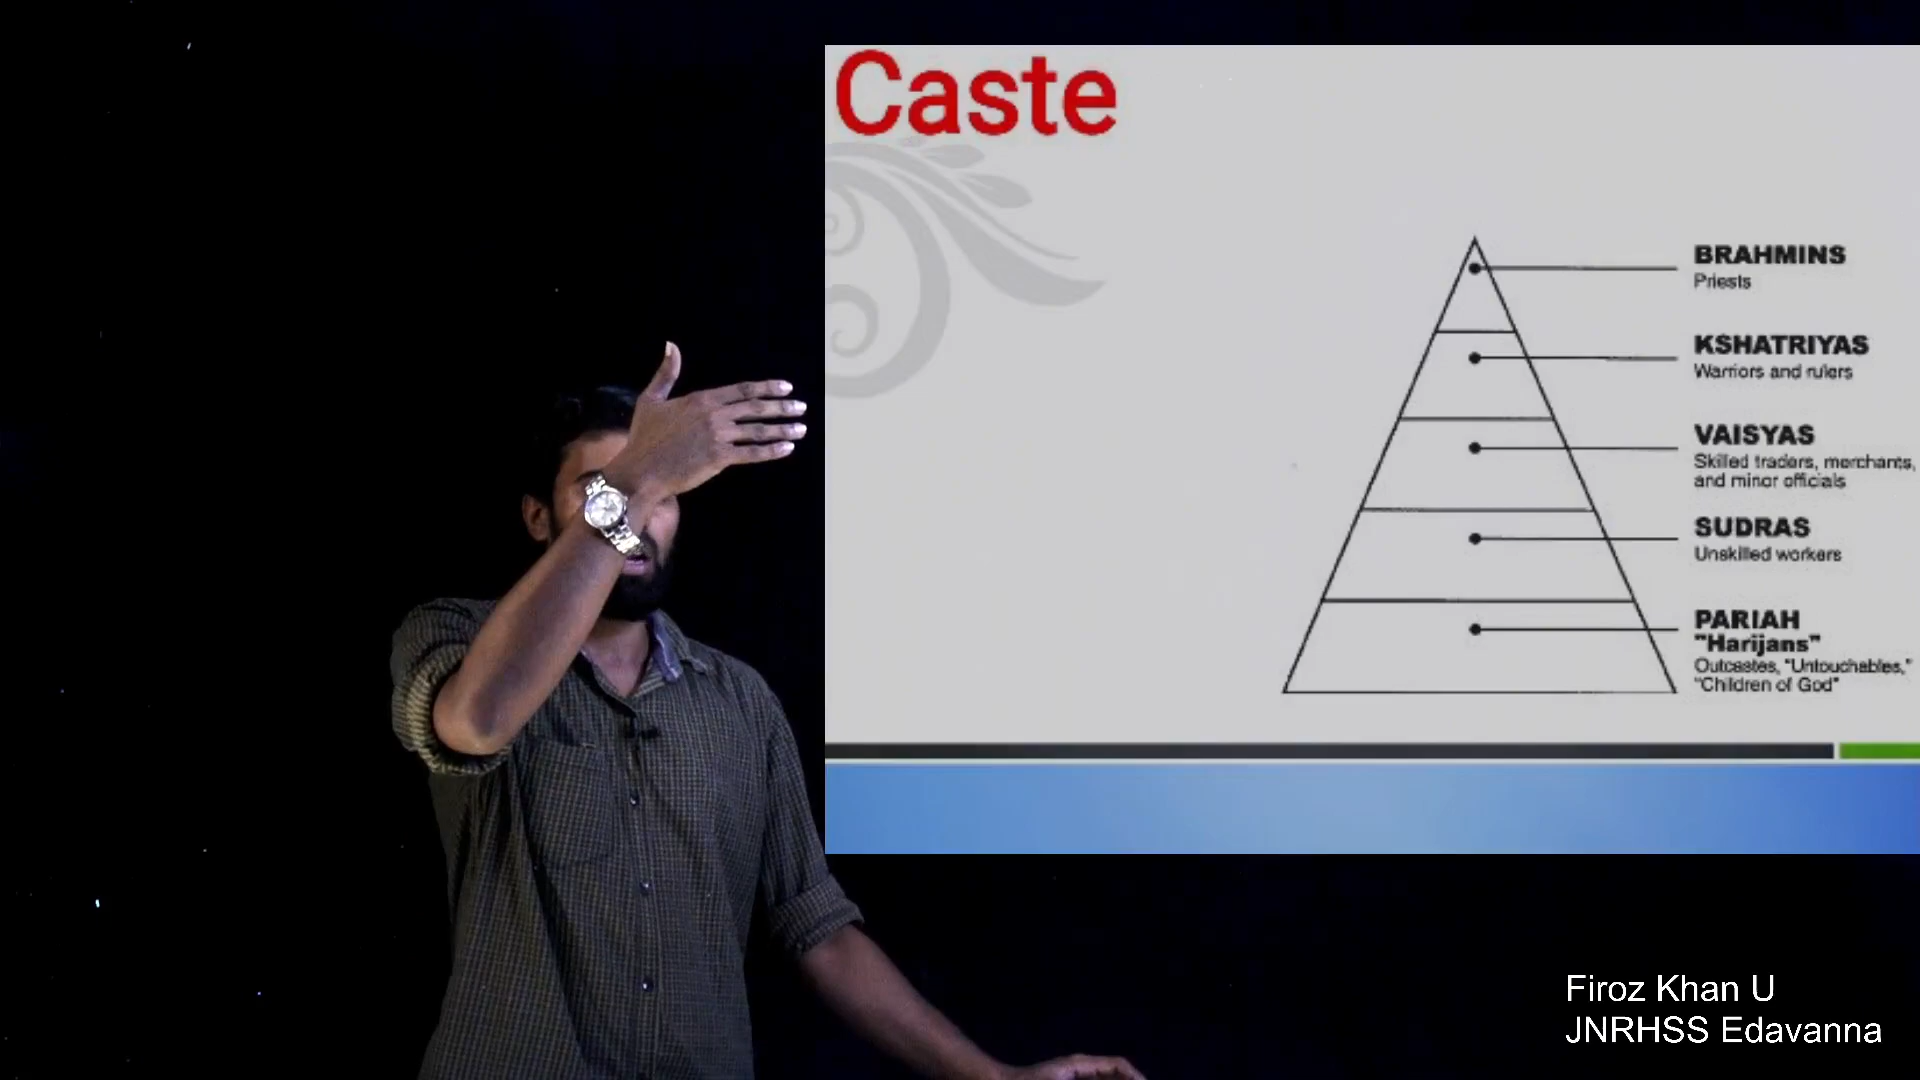 Caste
BRAHMINS
Priests
KSHATRIYAS
Warriors and rulers
VAISYAS
Skilled traders, merchants,
and minor officials
SUDRAS
Unskilled workers
PARIAH
"Harijans"
Outcastes, "Untouchables,"
"Children of God"
Firoz Khan U
JNRHSS Edavanna